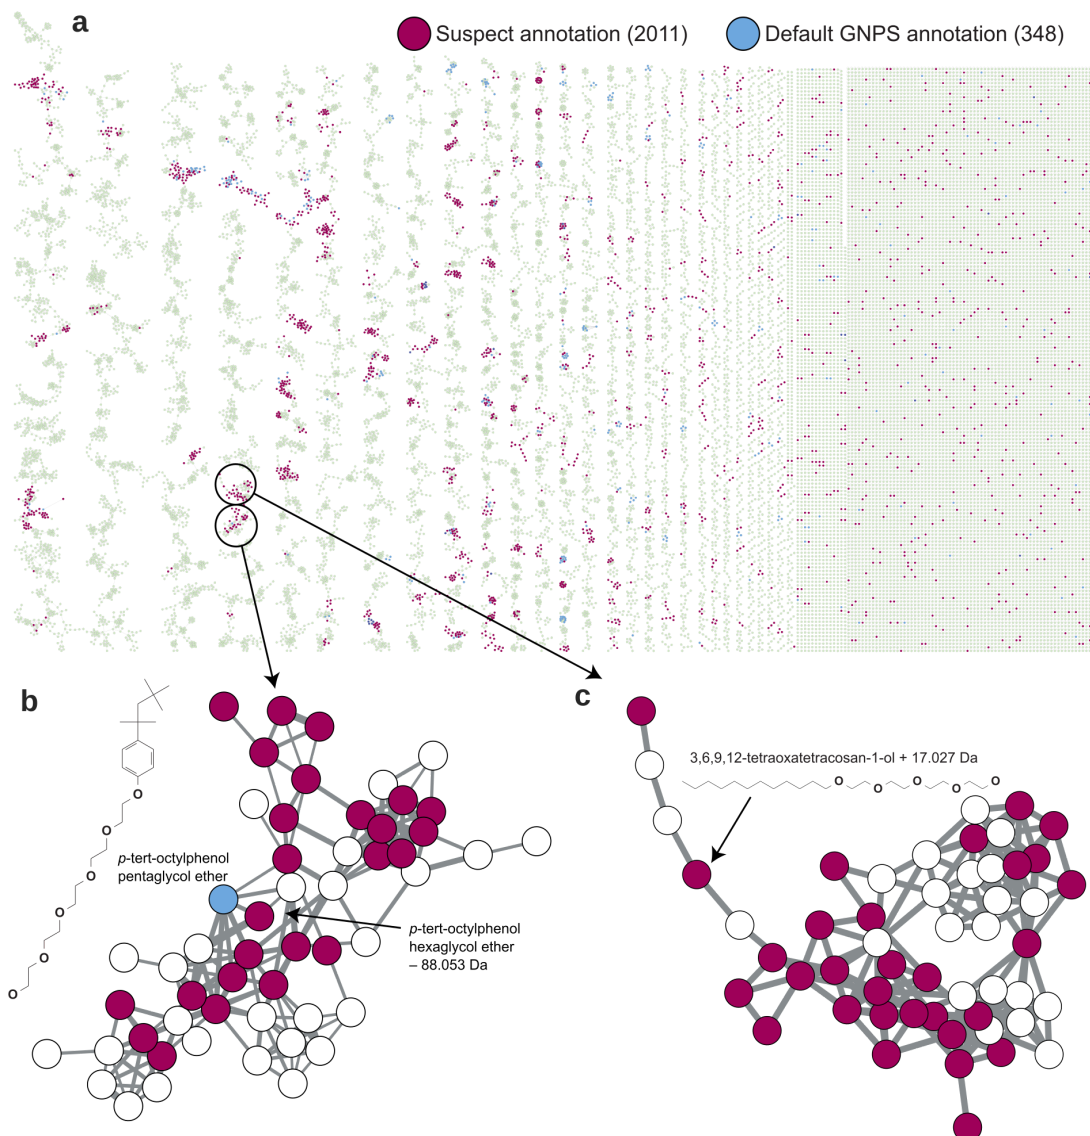 a
Suspect annotation (2011)
Default GNPS annotation (348)
b
O
O
O
O
O
O
p-tert-octylphenol
pentaglycol ether
p-tert-octylphenol
hexaglycol ether
– 88.053 Da
c
3,6,9,12-tetraoxatetracosan-1-ol + 17.027 Da
O O O O O